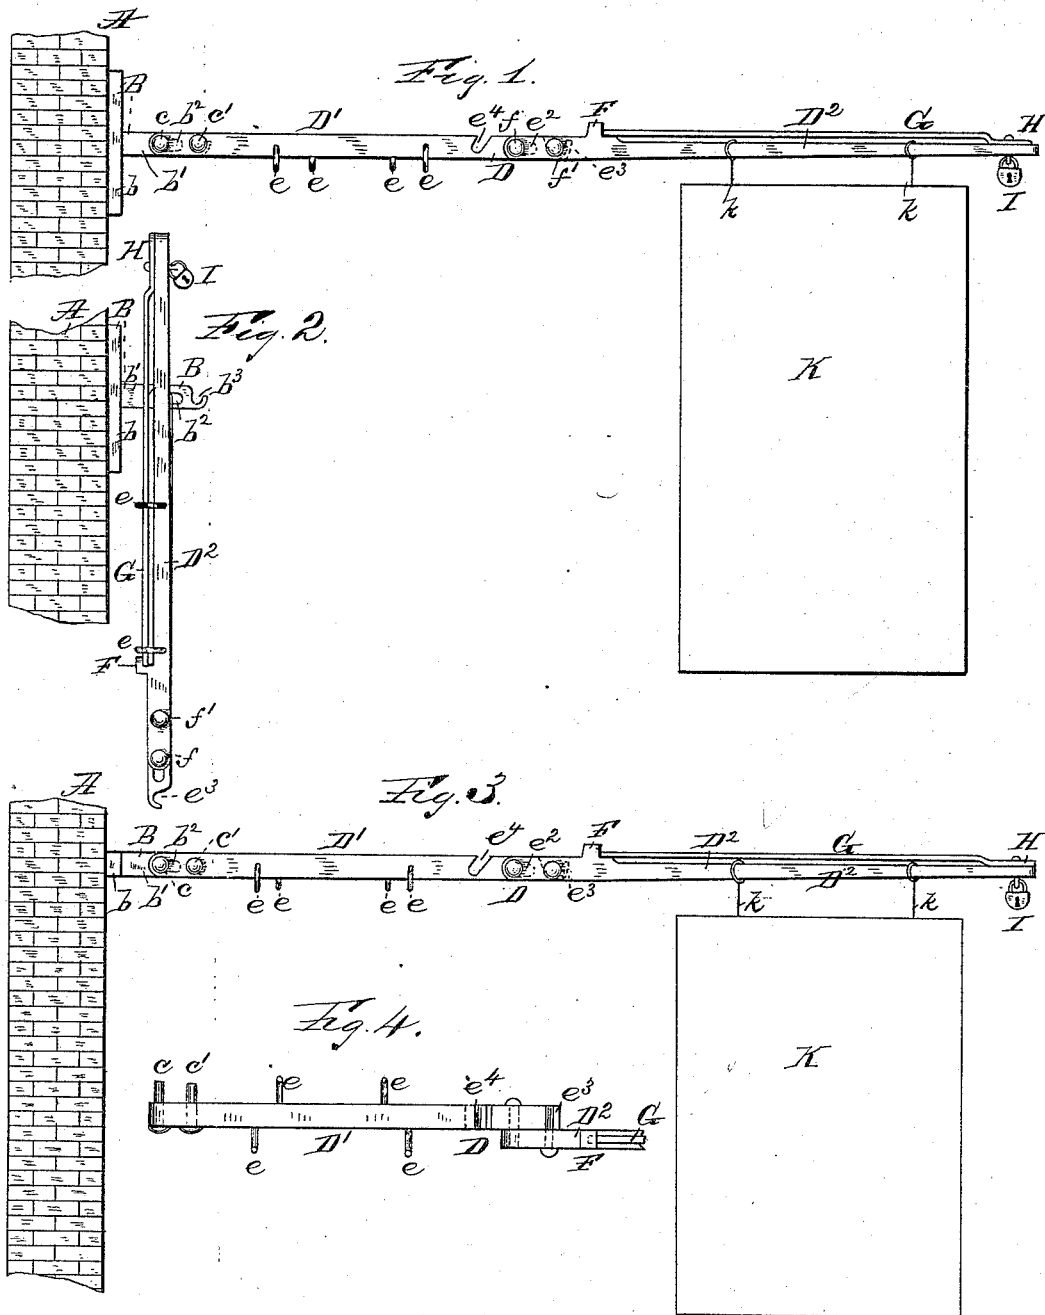 A
Fig. 1.
B
c b² c' D' e⁴ f e² F D² G H
b b' e e e e D f' e³ k k I
K
H I
Fig. 2.
A B
b' B b³
b b²
e
G D²
e
F
f'
f
e³
A
Fig. 3.
B b² c' D' e⁴ e² F D² G H
b b' c e e e e D e³ D² k k I
K
Fig. 4.
c c' e e e⁴ e³ D² G
D' D F
e e